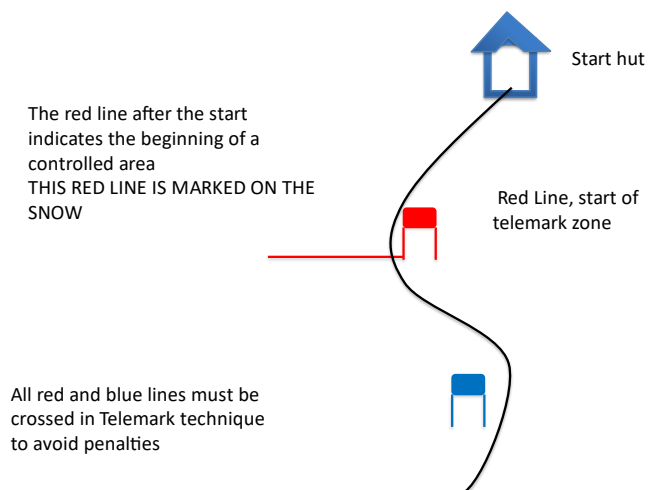 Start hut
The red line after the start
indicates the beginning of a
controlled area
THIS RED LINE IS MARKED ON THE
SNOW
Red Line, start of
telemark zone
All red and blue lines must be
crossed in Telemark technique
to avoid penalties